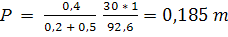 P = 0,4 / 0,2 + 0,5 30 * 1 / 92,6 = 0,185 m